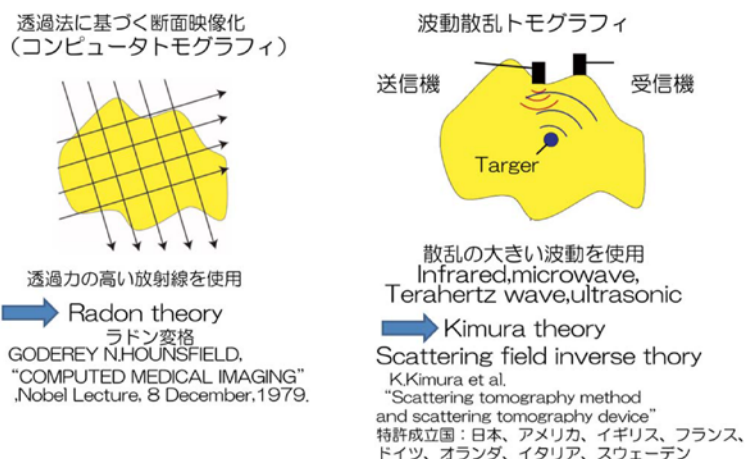 透過法に基づく断面映像化
（コンピュータトモグラフィ）
透過力の高い放射線を使用
Radon theory
ラドン変格
GODEREY N.HOUNSFIELD,
“COMPUTED MEDICAL IMAGING”
,Nobel Lecture, 8 December,1979.
波動散乱トモグラフィ
送信機
受信機
Targer
散乱の大きい波動を使用
Infrared,microwave,
Terahertz wave,ultrasonic
Kimura theory
Scattering field inverse thory
K,Kimura et al.
“Scattering tomography method
and scattering tomography device”
特許成立国：日本、アメリカ、イギリス、フランス、
ドイツ、オランダ、イタリア、スウェーデン